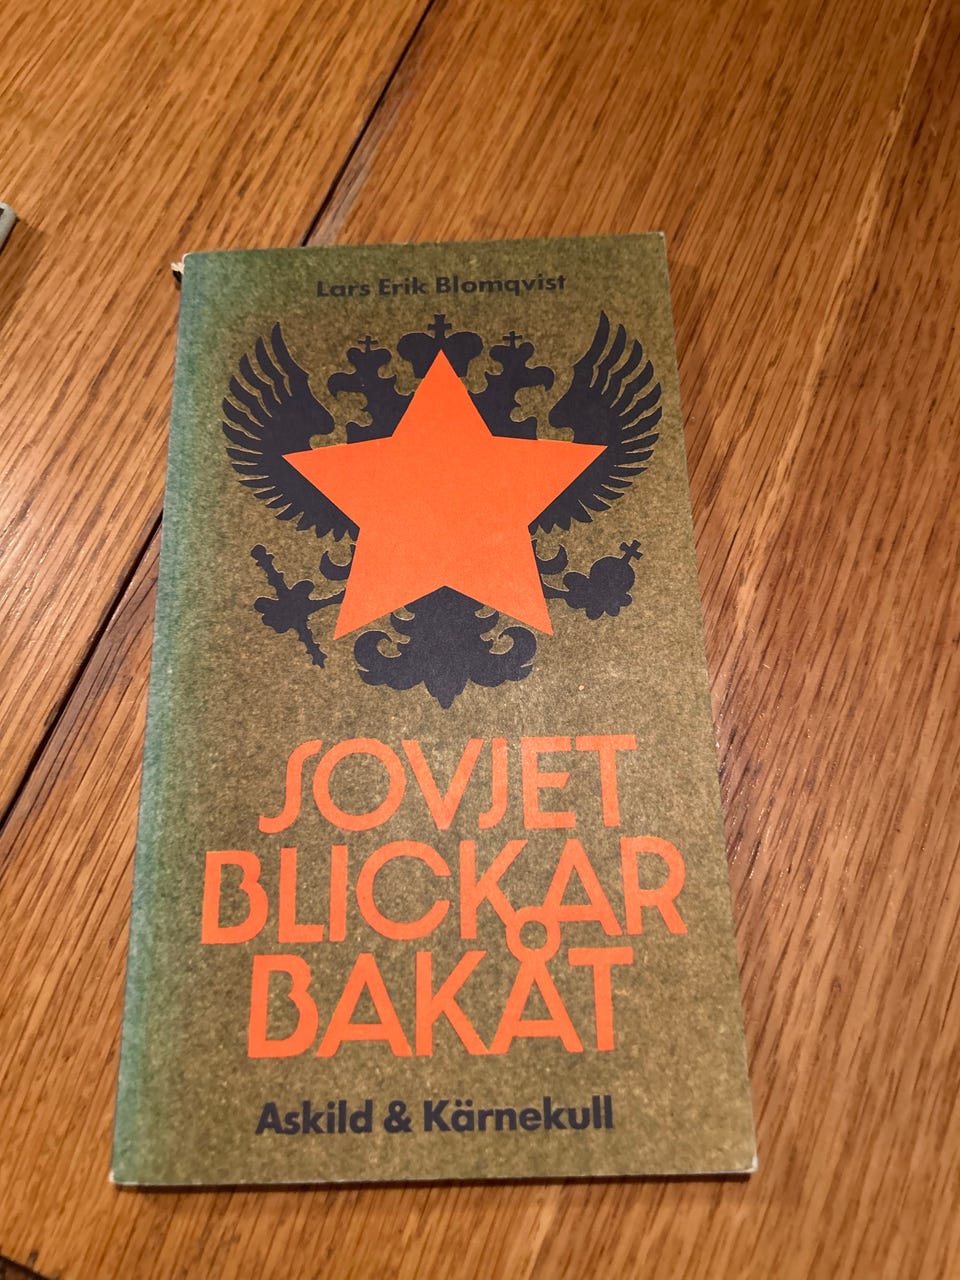 Lars Erik Blomqvist
SOVJET
BLICKAR
BAKÅT
Askild & Kärnekull